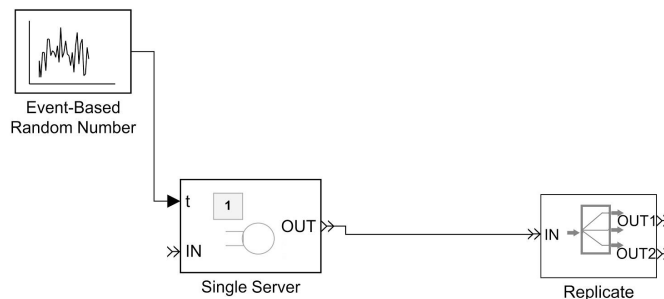 Event-Based
Random Number
t
1
OUT
IN
Single Server
IN
OUT1
OUT2
Replicate